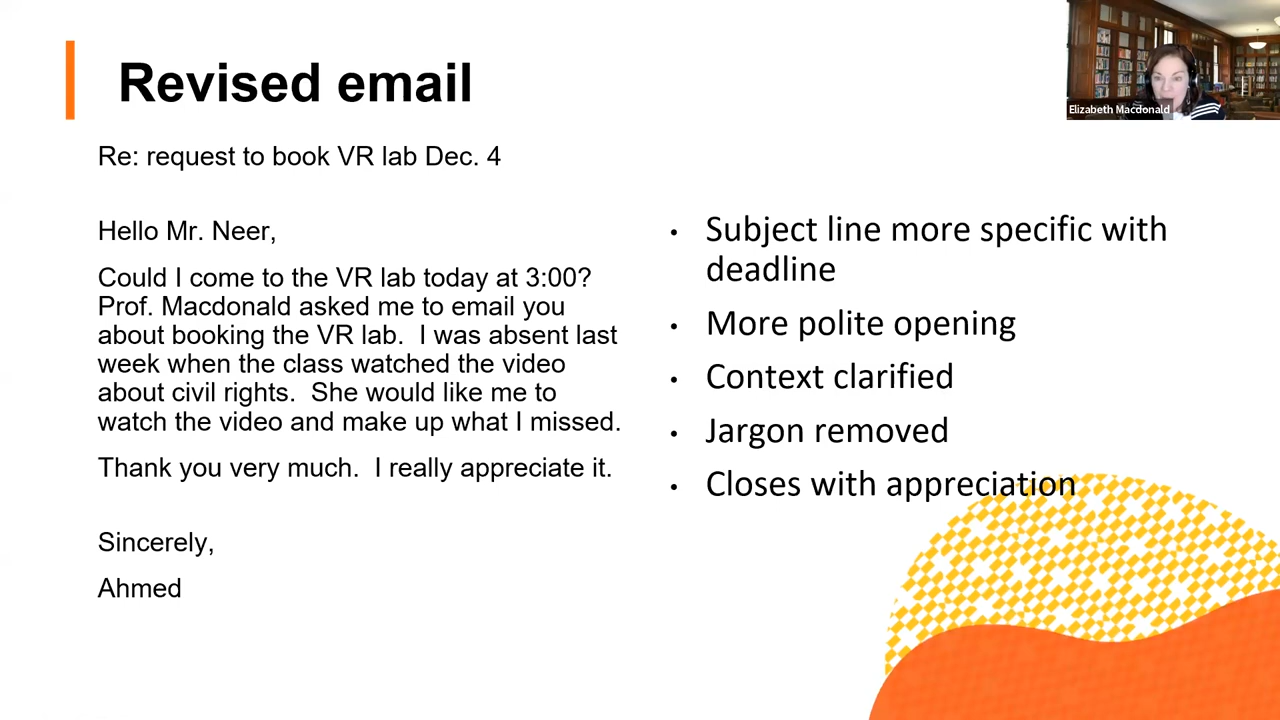 Revised email
Elizabeth Macdonald
Re: request to book VR lab Dec. 4
Hello Mr. Neer,
Could I come to the VR lab today at 3:00?
Prof. Macdonald asked me to email you
about booking the VR lab.  I was absent last
week when the class watched the video
about civil rights.  She would like me to
watch the video and make up what I missed.
Thank you very much.  I really appreciate it.
Sincerely,
Ahmed
• Subject line more specific with
deadline
• More polite opening
• Context clarified
• Jargon removed
• Closes with appreciation